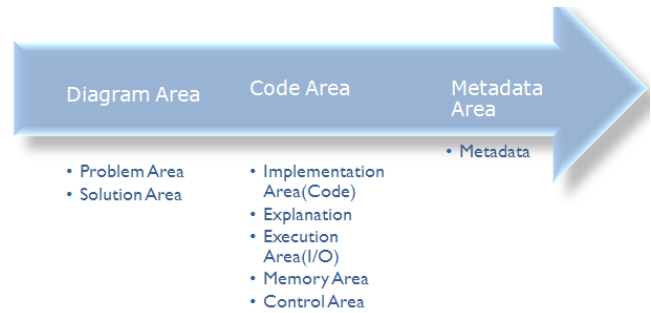 Diagram Area
Code Area
Metadata
Area
• Problem Area
• Solution Area
• Implementation
Area(Code)
• Explanation
• Execution
Area(I/O)
• Memory Area
• Control Area
• Metadata